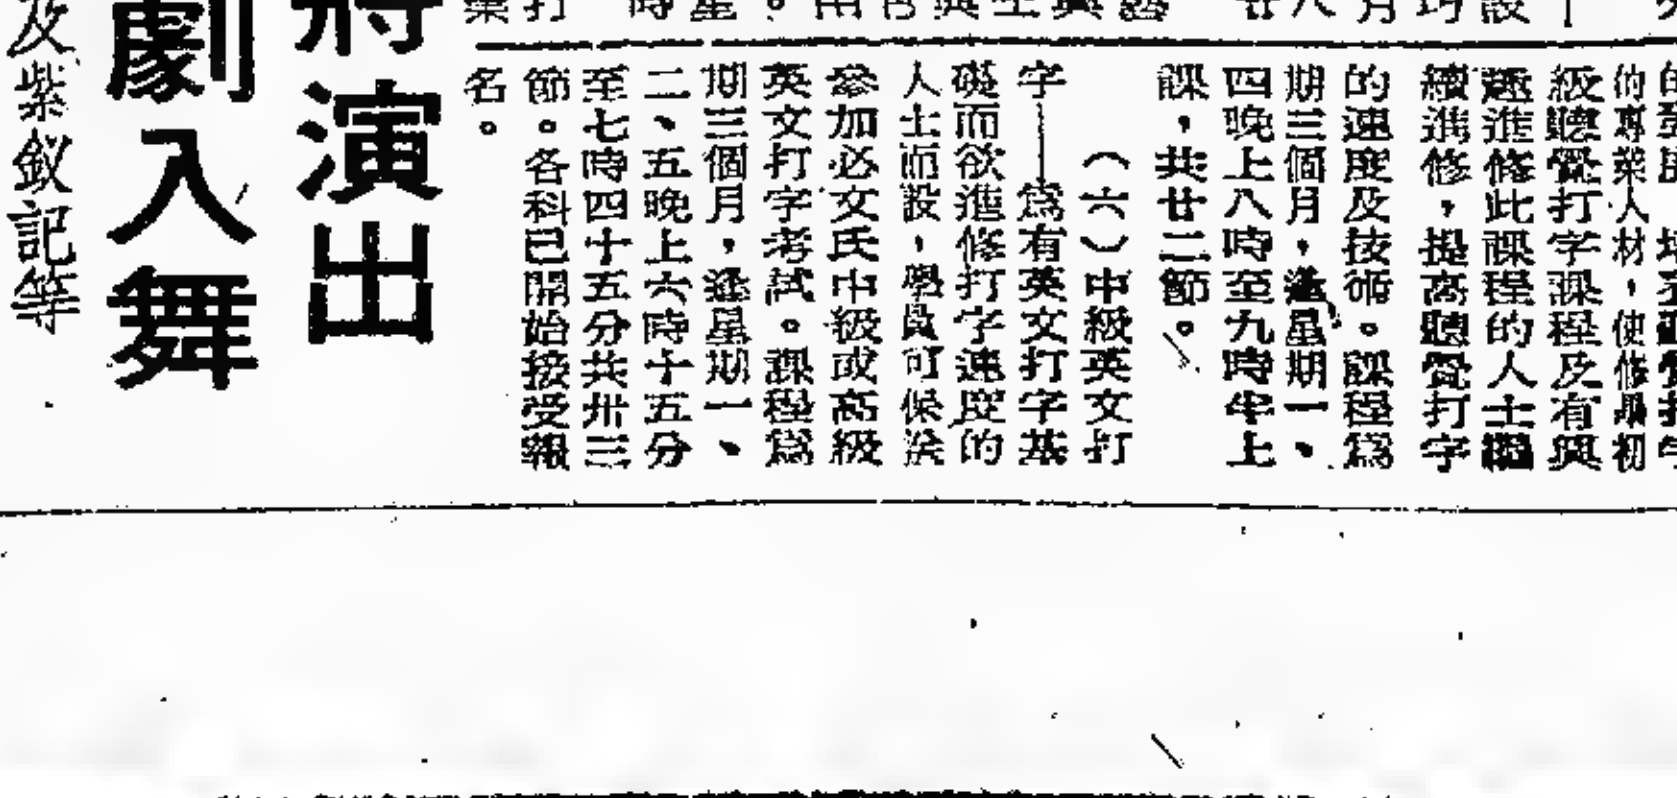 的專業人材，使修畢初
級聽覺打字課程及有興
趣進修此課程的人士繼
續進修，提高聽覺打字
的速度及技術。課程爲
期三個月，逢星期一、
四晚上八時至九時半上
課，共廿二節。
（六）中級英文打
字——爲有英文打字基
礎而欲進修打字速度的
人士而設，學員可保送
參加必文氏中級或高級
英文打字考試。課程爲
期三個月，逢星期一、
二、五晚上六時十五分
至七時四十五分共卅三
節。各科已開始接受報
名。
演出
劇入舞
及紫釵記等